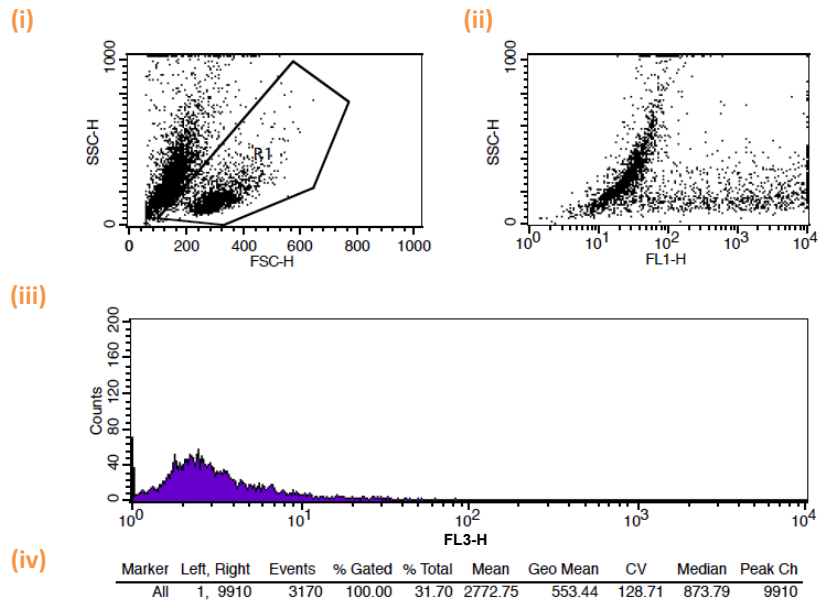 (i)
(ii)
1000
SSC-H
R1
0
0 200 400 600 800 1000
FSC-H
1000
SSC-H
0
10⁰ 10¹ 10² 10³ 10⁴
FL1-H
(iii)
200
160
120
80
40
0
Counts
10⁰ 10¹ 10² 10³ 10⁴
FL3-H
(iv)
Marker Left, Right Events % Gated % Total Mean Geo Mean CV Median Peak Ch
All 1, 9910 3170 100.00 31.70 2772.75 553.44 128.71 873.79 9910